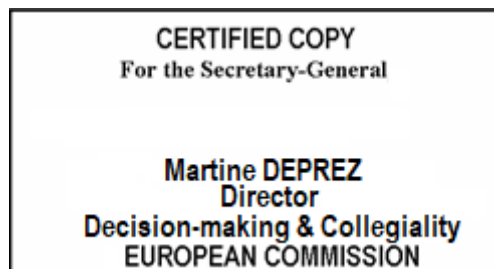 CERTIFIED COPY
For the Secretary-General
Martine DEPREZ
Director
Decision-making & Collegiality
EUROPEAN COMMISSION